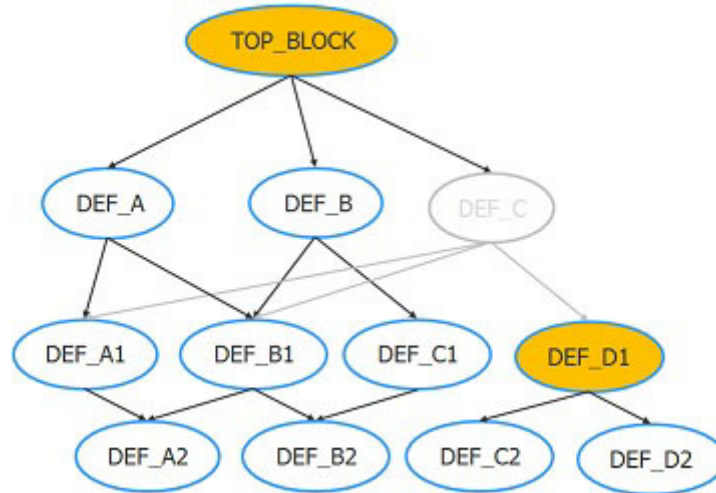 TOP_BLOCK
DEF_A
DEF_B
DEF_C
DEF_A1
DEF_B1
DEF_C1
DEF_D1
DEF_A2
DEF_B2
DEF_C2
DEF_D2